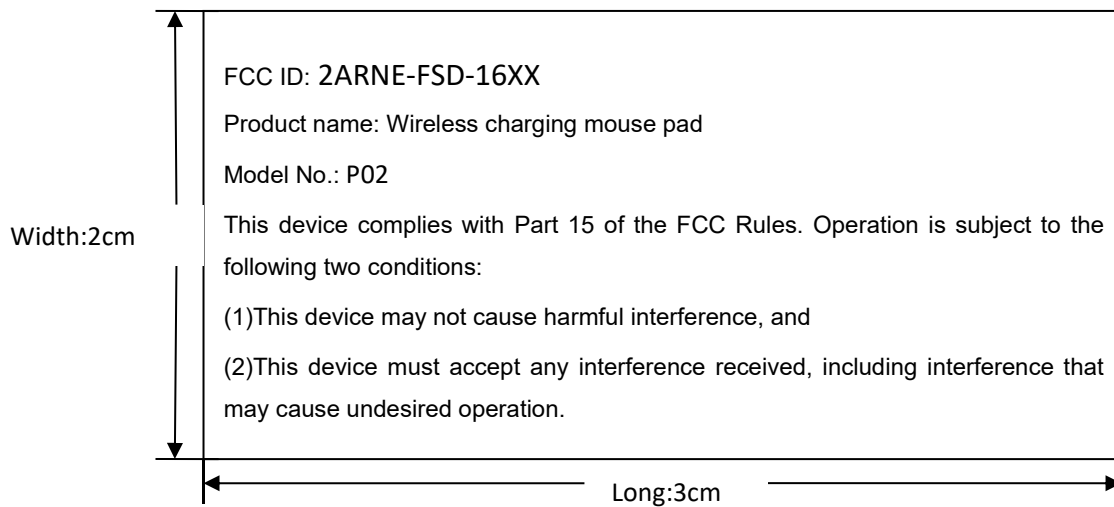 FCC ID: 2ARNE-FSD-16XX
Product name: Wireless charging mouse pad
Model No.: P02
Width:2cm
This device complies with Part 15 of the FCC Rules. Operation is subject to the
following two conditions:
(1)This device may not cause harmful interference, and
(2)This device must accept any interference received, including interference that
may cause undesired operation.
Long:3cm